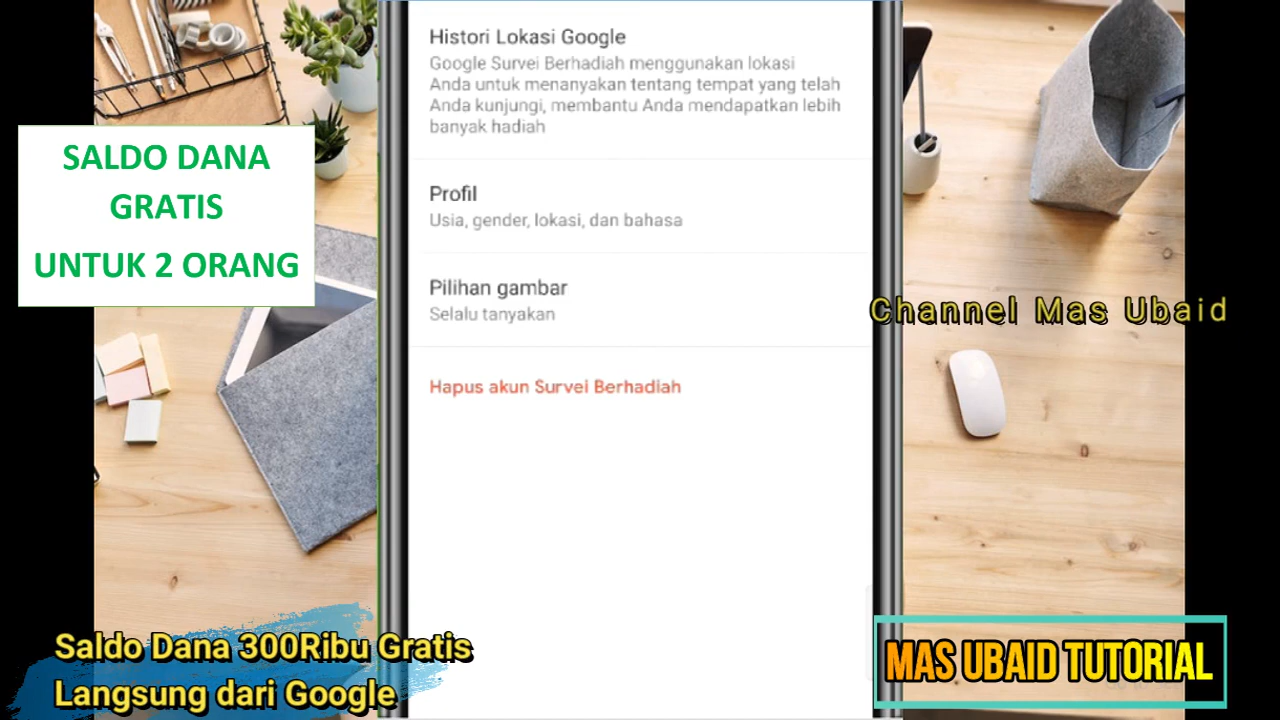 Histori Lokasi Google
Google Survei Berhadiah menggunakan lokasi
Anda untuk menanyakan tentang tempat yang telah
Anda kunjungi, membantu Anda mendapatkan lebih
banyak hadiah
Profil
Usia, gender, lokasi, dan bahasa
Pilihan gambar
Selalu tanyakan
Hapus akun Survei Berhadiah
SALDO DANA
GRATIS
UNTUK 2 ORANG
Channel Mas Ubaid
Saldo Dana 300Ribu Gratis
Langsung dari Google
MAS UBAID TUTORIAL